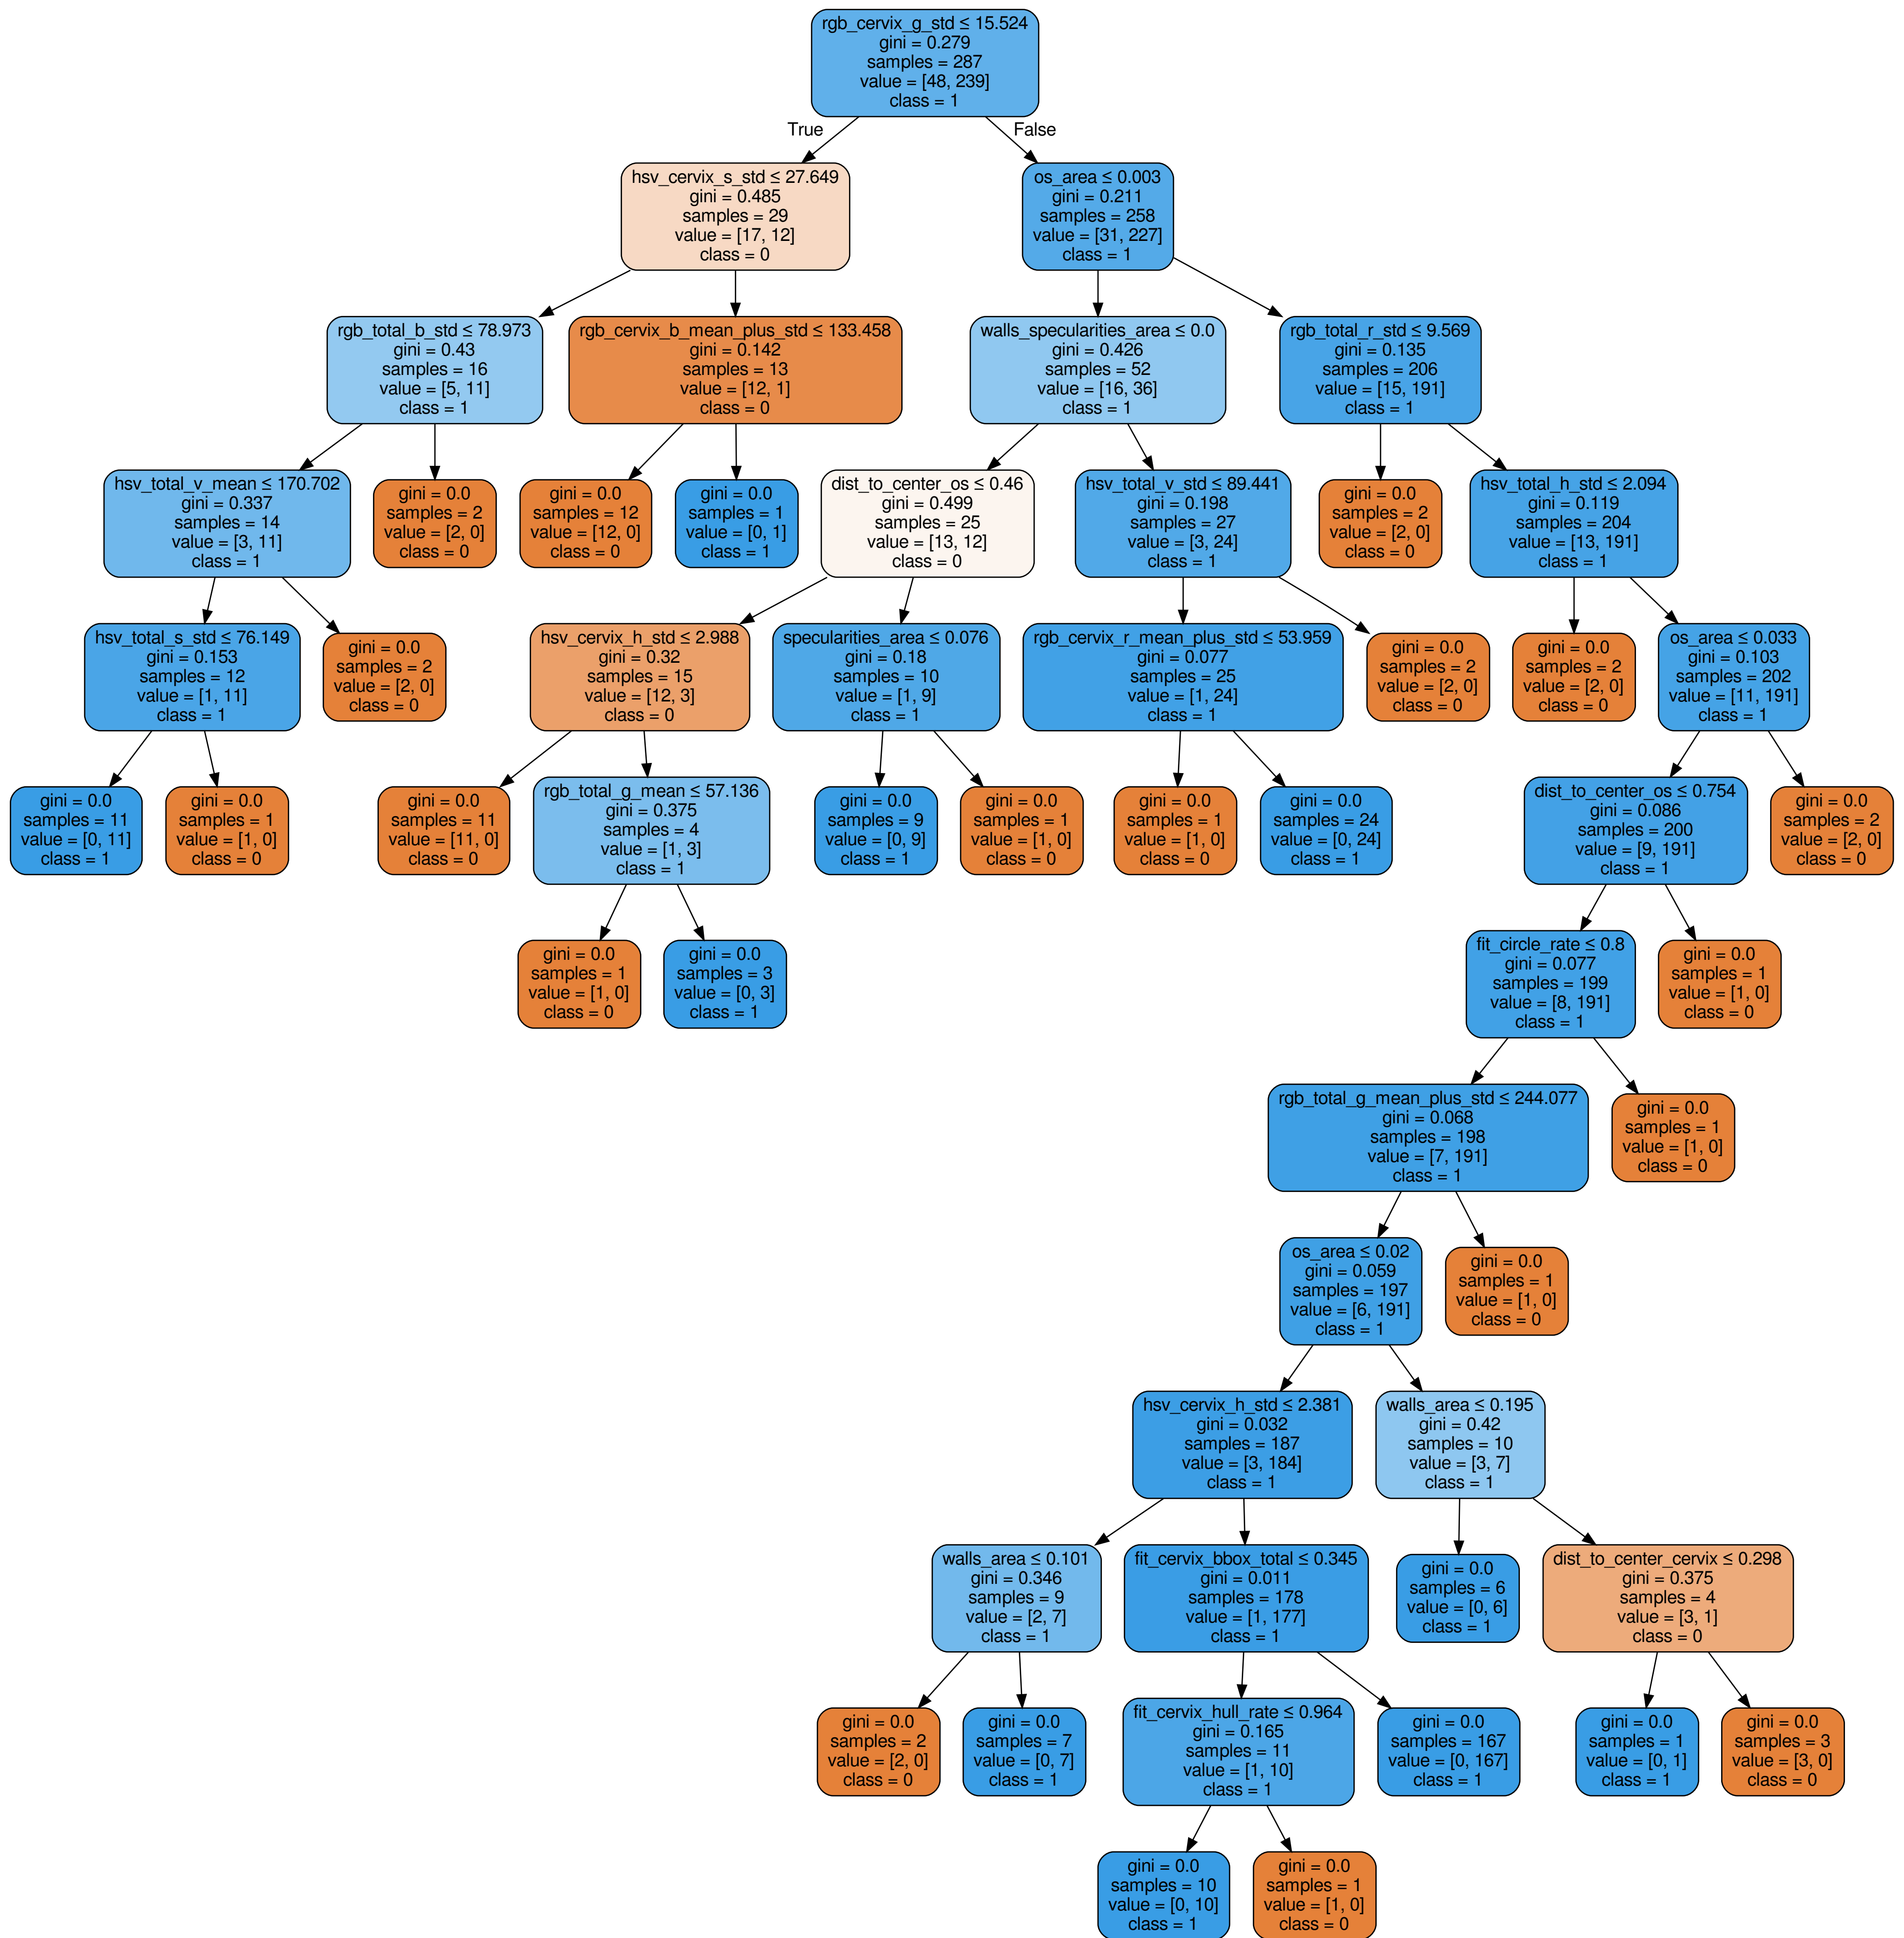 rgb_cervix_g_std ≤ 15.524
gini = 0.279
samples = 287
value = [48, 239]
class = 1
True
False
hsv_cervix_s_std ≤ 27.649
gini = 0.485
samples = 29
value = [17, 12]
class = 0
os_area ≤ 0.003
gini = 0.211
samples = 258
value = [31, 227]
class = 1
rgb_total_b_std ≤ 78.973
gini = 0.43
samples = 16
value = [5, 11]
class = 1
rgb_cervix_b_mean_plus_std ≤ 133.458
gini = 0.142
samples = 13
value = [12, 1]
class = 0
walls_specularities_area ≤ 0.0
gini = 0.426
samples = 52
value = [16, 36]
class = 1
rgb_total_r_std ≤ 9.569
gini = 0.135
samples = 206
value = [15, 191]
class = 1
hsv_total_v_mean ≤ 170.702
gini = 0.337
samples = 14
value = [3, 11]
class = 1
gini = 0.0
samples = 2
value = [2, 0]
class = 0
gini = 0.0
samples = 12
value = [12, 0]
class = 0
gini = 0.0
samples = 1
value = [0, 1]
class = 1
dist_to_center_os ≤ 0.46
gini = 0.499
samples = 25
value = [13, 12]
class = 0
hsv_total_v_std ≤ 89.441
gini = 0.198
samples = 27
value = [3, 24]
class = 1
gini = 0.0
samples = 2
value = [2, 0]
class = 0
hsv_total_h_std ≤ 2.094
gini = 0.119
samples = 204
value = [13, 191]
class = 1
hsv_total_s_std ≤ 76.149
gini = 0.153
samples = 12
value = [1, 11]
class = 1
gini = 0.0
samples = 2
value = [2, 0]
class = 0
hsv_cervix_h_std ≤ 2.988
gini = 0.32
samples = 15
value = [12, 3]
class = 0
specularities_area ≤ 0.076
gini = 0.18
samples = 10
value = [1, 9]
class = 1
rgb_cervix_r_mean_plus_std ≤ 53.959
gini = 0.077
samples = 25
value = [1, 24]
class = 1
gini = 0.0
samples = 2
value = [2, 0]
class = 0
gini = 0.0
samples = 2
value = [2, 0]
class = 0
os_area ≤ 0.033
gini = 0.103
samples = 202
value = [11, 191]
class = 1
gini = 0.0
samples = 11
value = [0, 11]
class = 1
gini = 0.0
samples = 1
value = [1, 0]
class = 0
gini = 0.0
samples = 11
value = [11, 0]
class = 0
rgb_total_g_mean ≤ 57.136
gini = 0.375
samples = 4
value = [1, 3]
class = 1
gini = 0.0
samples = 9
value = [0, 9]
class = 1
gini = 0.0
samples = 1
value = [1, 0]
class = 0
gini = 0.0
samples = 1
value = [1, 0]
class = 0
gini = 0.0
samples = 24
value = [0, 24]
class = 1
dist_to_center_os ≤ 0.754
gini = 0.086
samples = 200
value = [9, 191]
class = 1
gini = 0.0
samples = 2
value = [2, 0]
class = 0
gini = 0.0
samples = 1
value = [1, 0]
class = 0
gini = 0.0
samples = 3
value = [0, 3]
class = 1
fit_circle_rate ≤ 0.8
gini = 0.077
samples = 199
value = [8, 191]
class = 1
gini = 0.0
samples = 1
value = [1, 0]
class = 0
rgb_total_g_mean_plus_std ≤ 244.077
gini = 0.068
samples = 198
value = [7, 191]
class = 1
gini = 0.0
samples = 1
value = [1, 0]
class = 0
os_area ≤ 0.02
gini = 0.059
samples = 197
value = [6, 191]
class = 1
gini = 0.0
samples = 1
value = [1, 0]
class = 0
hsv_cervix_h_std ≤ 2.381
gini = 0.032
samples = 187
value = [3, 184]
class = 1
walls_area ≤ 0.195
gini = 0.42
samples = 10
value = [3, 7]
class = 1
walls_area ≤ 0.101
gini = 0.346
samples = 9
value = [2, 7]
class = 1
fit_cervix_bbox_total ≤ 0.345
gini = 0.011
samples = 178
value = [1, 177]
class = 1
gini = 0.0
samples = 6
value = [0, 6]
class = 1
dist_to_center_cervix ≤ 0.298
gini = 0.375
samples = 4
value = [3, 1]
class = 0
gini = 0.0
samples = 2
value = [2, 0]
class = 0
gini = 0.0
samples = 7
value = [0, 7]
class = 1
fit_cervix_hull_rate ≤ 0.964
gini = 0.165
samples = 11
value = [1, 10]
class = 1
gini = 0.0
samples = 167
value = [0, 167]
class = 1
gini = 0.0
samples = 1
value = [0, 1]
class = 1
gini = 0.0
samples = 3
value = [3, 0]
class = 0
gini = 0.0
samples = 10
value = [0, 10]
class = 1
gini = 0.0
samples = 1
value = [1, 0]
class = 0